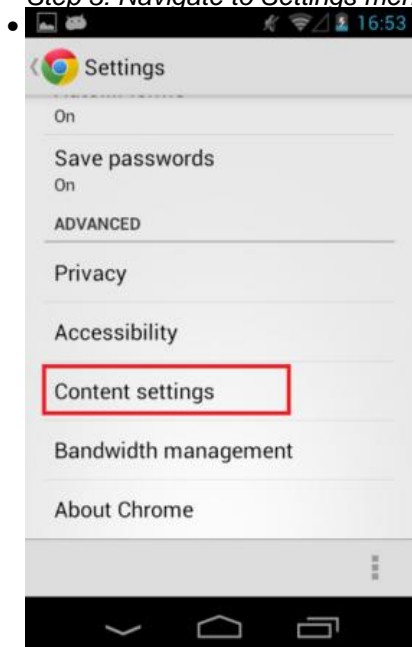 Step 3. Navigate to Settings men
16:53
Settings
On
Save passwords
On
ADVANCED
Privacy
Accessibility
Content settings
Bandwidth management
About Chrome